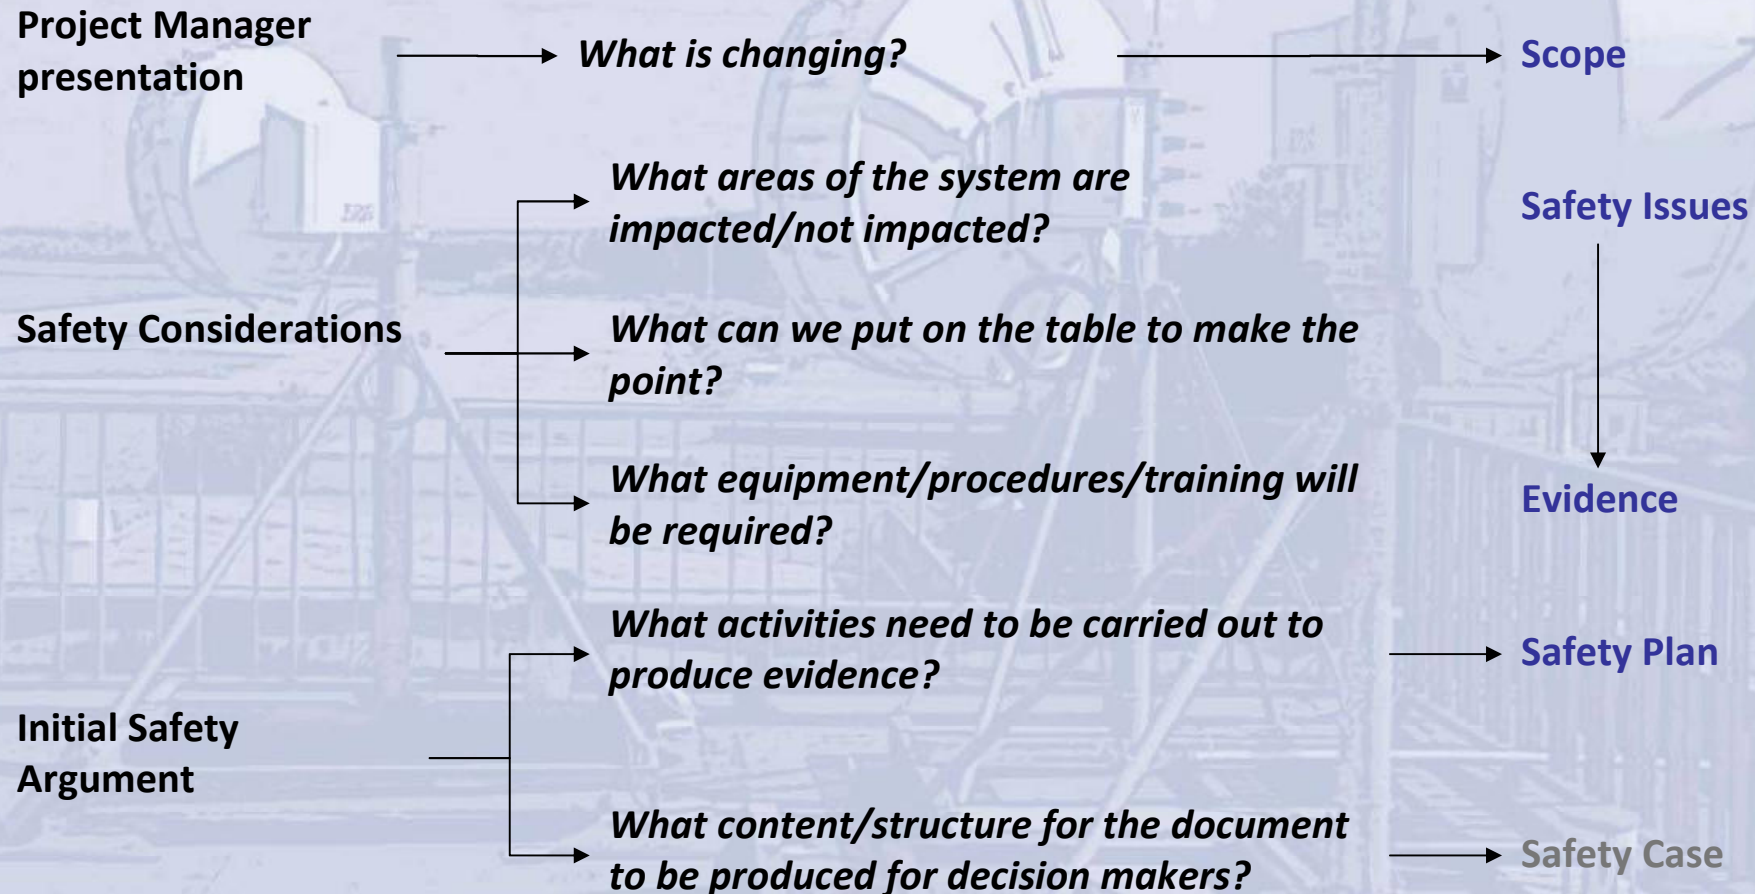 Project Manager
presentation
What is changing?
Scope
What areas of the system are
impacted/not impacted?
Safety Issues
Safety Considerations
What can we put on the table to make the
point?
What equipment/procedures/training will
be required?
Evidence
What activities need to be carried out to
produce evidence?
Safety Plan
Initial Safety
Argument
What content/structure for the document
to be produced for decision makers?
Safety Case